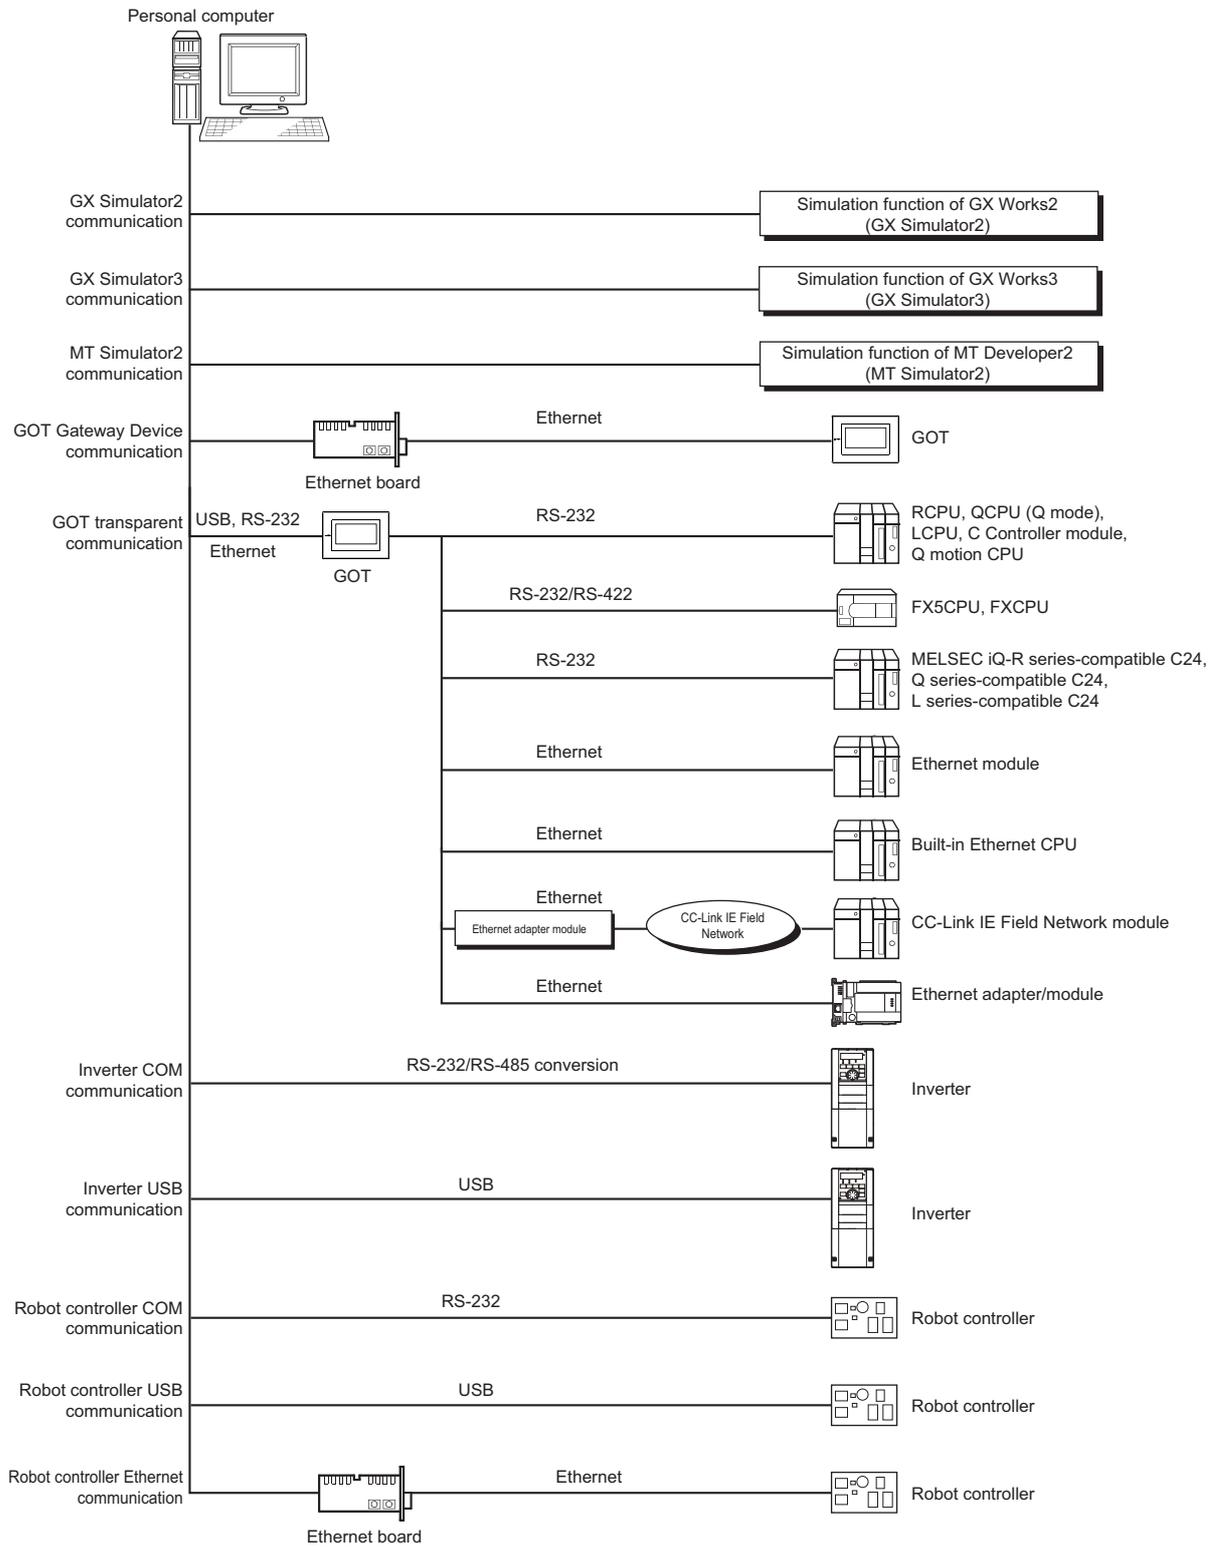 Personal computer
GX Simulator2
communication
Simulation function of GX Works2
(GX Simulator2)
GX Simulator3
communication
Simulation function of GX Works3
(GX Simulator3)
MT Simulator2
communication
Simulation function of MT Developer2
(MT Simulator2)
GOT Gateway Device
communication
Ethernet board
Ethernet
GOT
GOT transparent
communication
USB, RS-232
Ethernet
GOT
RS-232
RCPU, QCPU (Q mode),
LCPU, C Controller module,
Q motion CPU
RS-232/RS-422
FX5CPU, FXCPU
RS-232
MELSEC iQ-R series-compatible C24,
Q series-compatible C24,
L series-compatible C24
Ethernet
Ethernet module
Ethernet
Built-in Ethernet CPU
Ethernet
Ethernet adapter module
CC-Link IE Field
Network
CC-Link IE Field Network module
Ethernet
Ethernet adapter/module
Inverter COM
communication
RS-232/RS-485 conversion
Inverter
Inverter USB
communication
USB
Inverter
Robot controller COM
communication
RS-232
Robot controller
Robot controller USB
communication
USB
Robot controller
Robot controller Ethernet
communication
Ethernet board
Ethernet
Robot controller